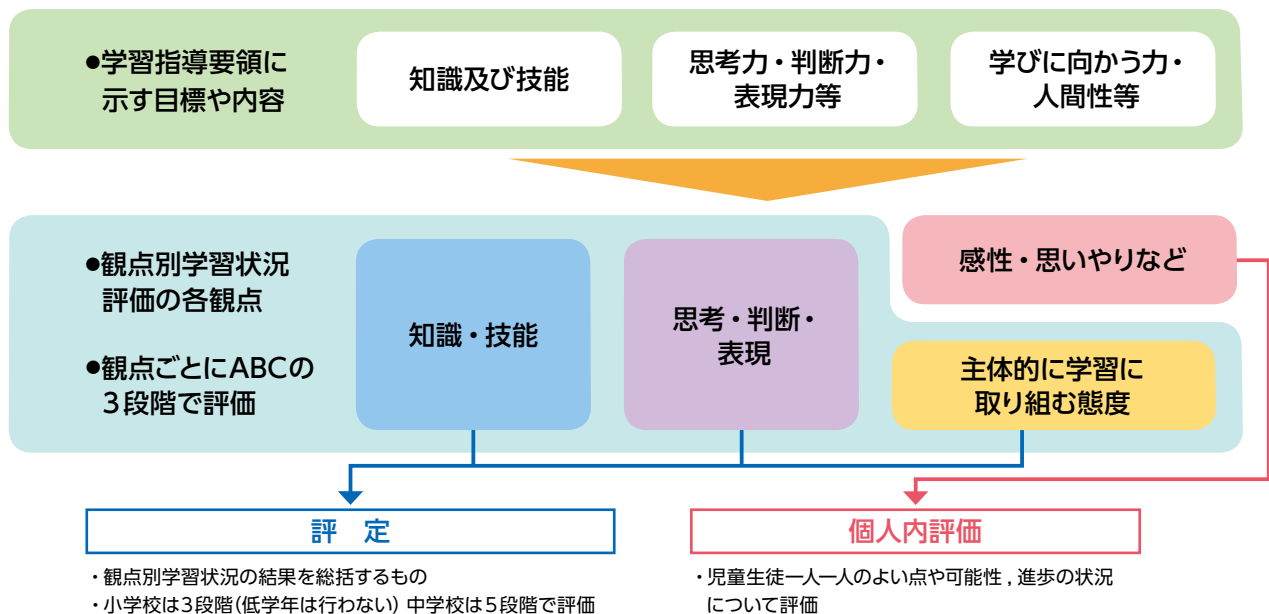 ●学習指導要領に
示す目標や内容
知識及び技能
思考力・判断力・
表現力等
学びに向かう力・
人間性等
●観点別学習状況
評価の各観点
●観点ごとにABCの
3段階で評価
知識・技能
思考・判断・
表現
感性・思いやりなど
主体的に学習に
取り組む態度
評 定
・観点別学習状況の結果を総括するもの
・小学校は3段階(低学年は行わない) 中学校は5段階で評価
個人内評価
・児童生徒一人一人のよい点や可能性，進歩の状況
について評価